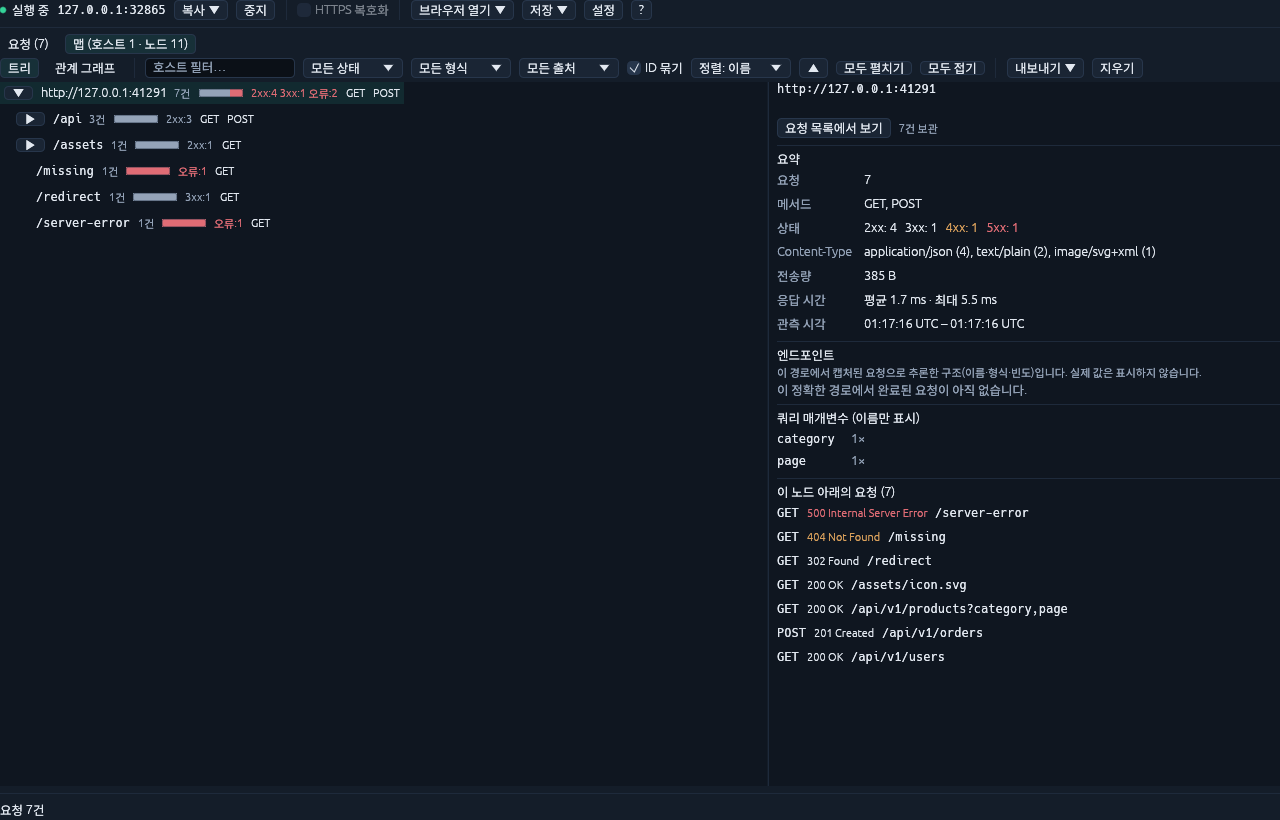 실행 중 127.0.0.1:32865 복사 ▼ 중지 HTTPS 복호화 브라우저 열기 ▼ 저장 ▼ 설정 ?
요청 (7) 맵 (호스트 1 · 노드 11)
트리 관계 그래프 호스트 필터... 모든 상태 ▼ 모든 형식 ▼ 모든 출처 ▼ ID 묶기 정렬: 이름 ▼ ▲ 모두 펼치기 모두 접기 내보내기 ▼ 지우기
▼ http://127.0.0.1:41291 7건 2xx:4 3xx:1 오류:2 GET POST
▶ /api 3건 2xx:3 GET POST
▶ /assets 1건 2xx:1 GET
/missing 1건 오류:1 GET
/redirect 1건 3xx:1 GET
/server-error 1건 오류:1 GET
http://127.0.0.1:41291
요청 목록에서 보기 7건 보관
요약
요청 7
메서드 GET, POST
상태 2xx: 4 3xx: 1 4xx: 1 5xx: 1
Content-Type application/json (4), text/plain (2), image/svg+xml (1)
전송량 385 B
응답 시간 평균 1.7 ms · 최대 5.5 ms
관측 시각 01:17:16 UTC – 01:17:16 UTC
엔드포인트
이 경로에서 캡처된 요청으로 추론한 구조(이름·형식·빈도)입니다. 실제 값은 표시하지 않습니다.
이 정확한 경로에서 완료된 요청이 아직 없습니다.
쿼리 매개변수 (이름만 표시)
category 1×
page 1×
이 노드 아래의 요청 (7)
GET 500 Internal Server Error /server-error
GET 404 Not Found /missing
GET 302 Found /redirect
GET 200 OK /assets/icon.svg
GET 200 OK /api/v1/products?category,page
POST 201 Created /api/v1/orders
GET 200 OK /api/v1/users
요청 7건